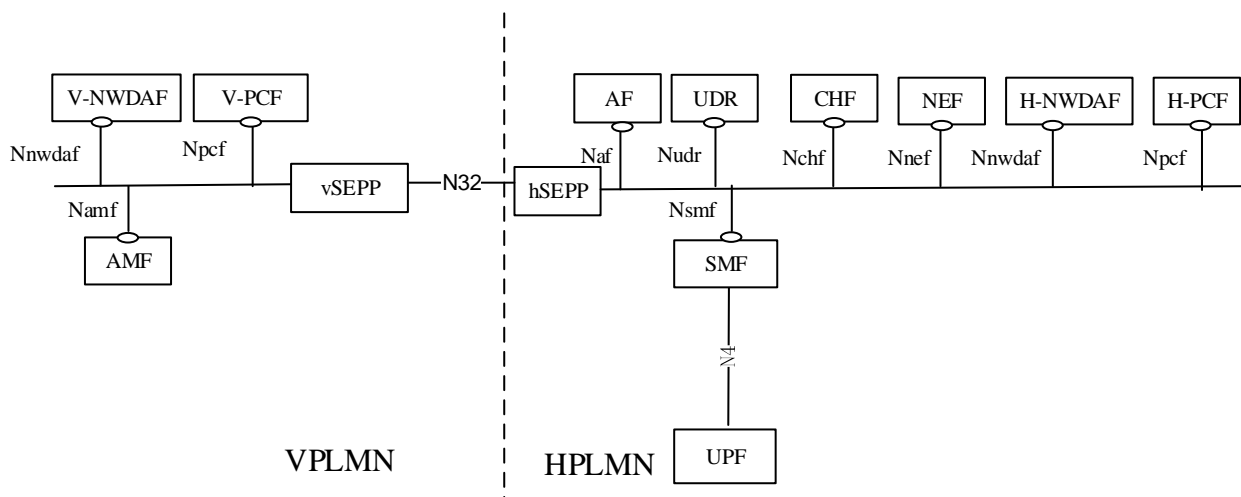 V-NWDAF V-PCF AF UDR CHF NEF H-NWDAF H-PCF
Nnwdaf Npcf Naf Nudr Nchf Nnef Nnwdaf Npcf
vSEPP N32 hSEPP
Namf Nsmf
AMF SMF
N4
VPLMN HPLMN UPF